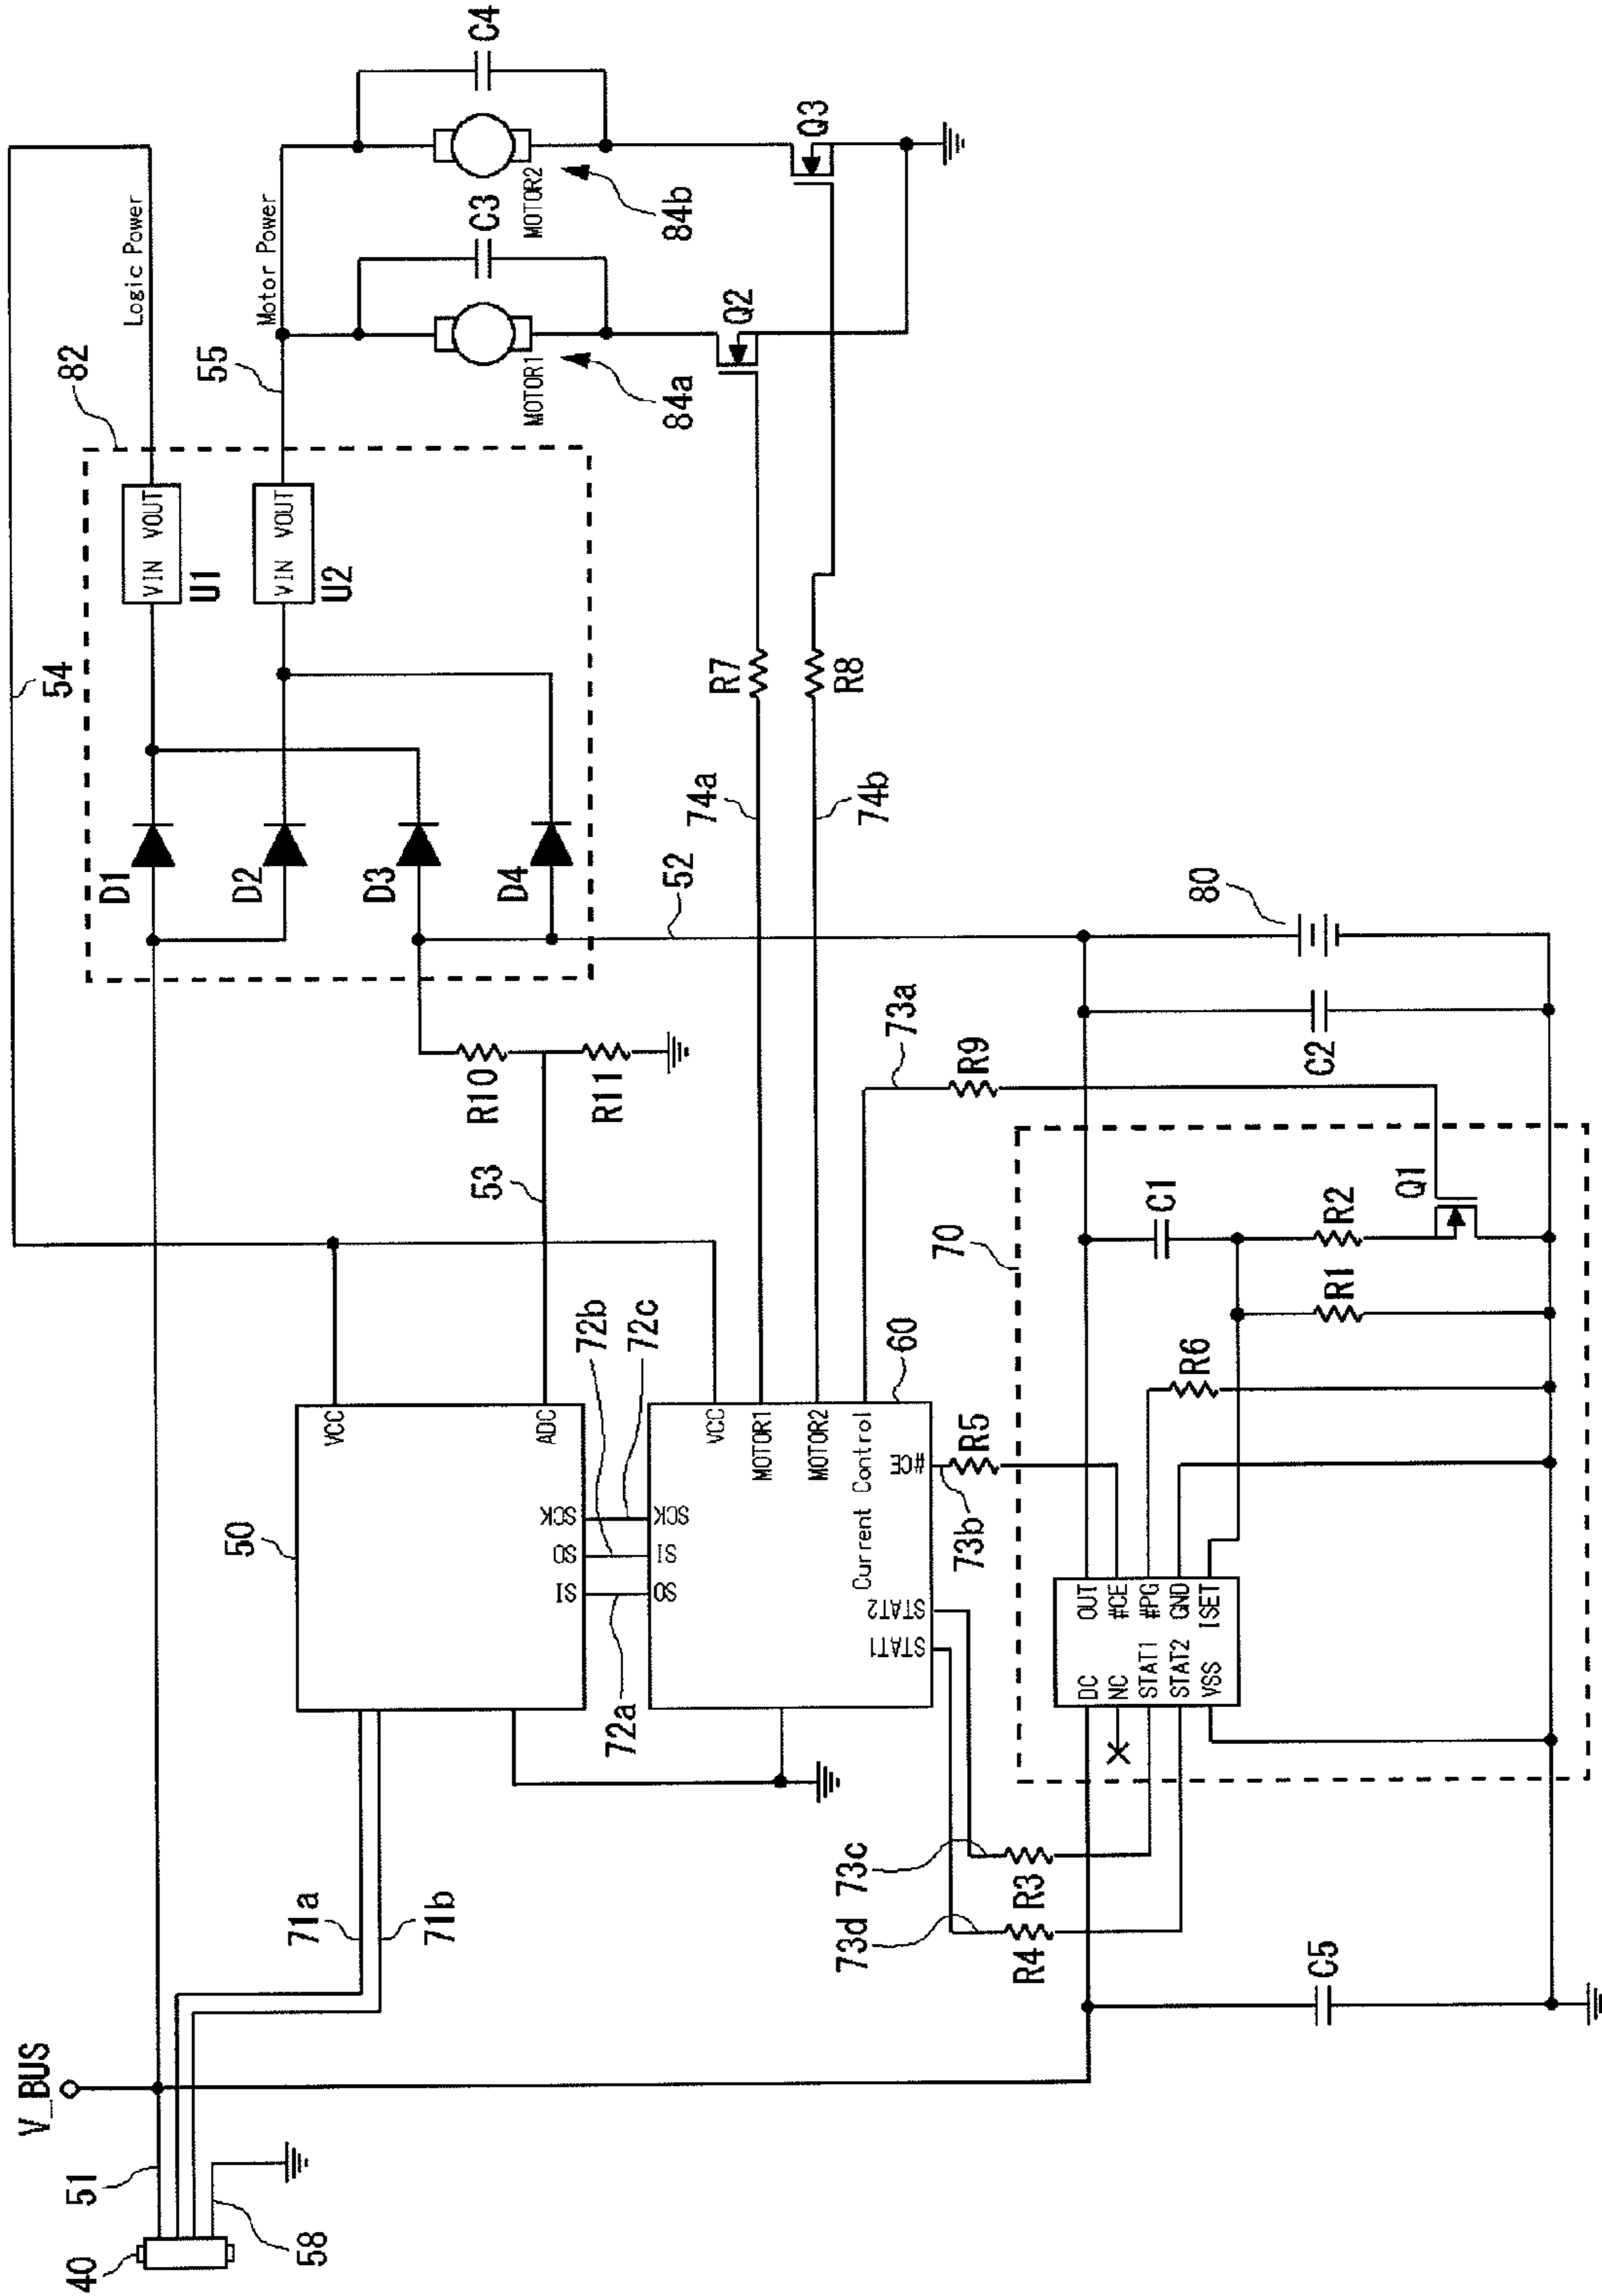 40
51
58
V_BUS
71a
71b
54
50
VCC
ADC
SI
SO
SCK
72a
72b
72c
53
R10
R11
82
D1
D2
D3
D4
VIN VOUT
U1
VIN VOUT
U2
Logic Power
55
Motor Power
MOTOR1
84a
C3
MOTOR2
84b
C4
Q2
Q3
SO
SI
SCK
VCC
MOTOR1
MOTOR2
Current Control
#CE
STAT1
STAT2
60
74a
R7
74b
R8
52
73a
R9
73b
R5
73c
R3
73d
R4
70
DC
NC
STAT1
STAT2
VSS
OUT
#CE
#PG
GND
ISET
R6
R1
R2
C1
Q1
C2
80
C5